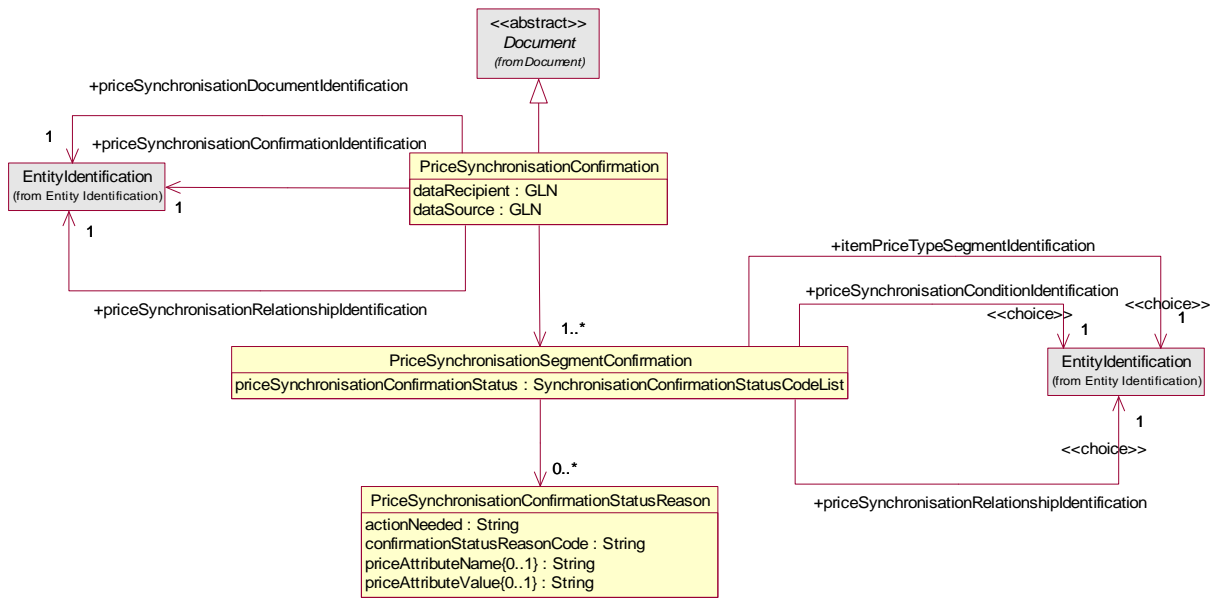 <<abstract>>
Document
(from Document)
+priceSynchronisationDocumentIdentification
1
+priceSynchronisationConfirmationIdentification
EntityIdentification
(from Entity Identification)
1
1
PriceSynchronisationConfirmation
dataRecipient : GLN
dataSource : GLN
+priceSynchronisationRelationshipIdentification
+itemPriceTypeSegmentIdentification
+priceSynchronisationConditionIdentification
<<choice>>
<<choice>>
1
1
1..*
PriceSynchronisationSegmentConfirmation
priceSynchronisationConfirmationStatus : SynchronisationConfirmationStatusCodeList
EntityIdentification
(from Entity Identification)
1
<<choice>>
+priceSynchronisationRelationshipIdentification
0..*
PriceSynchronisationConfirmationStatusReason
actionNeeded : String
confirmationStatusReasonCode : String
priceAttributeName{0..1} : String
priceAttributeValue{0..1} : String